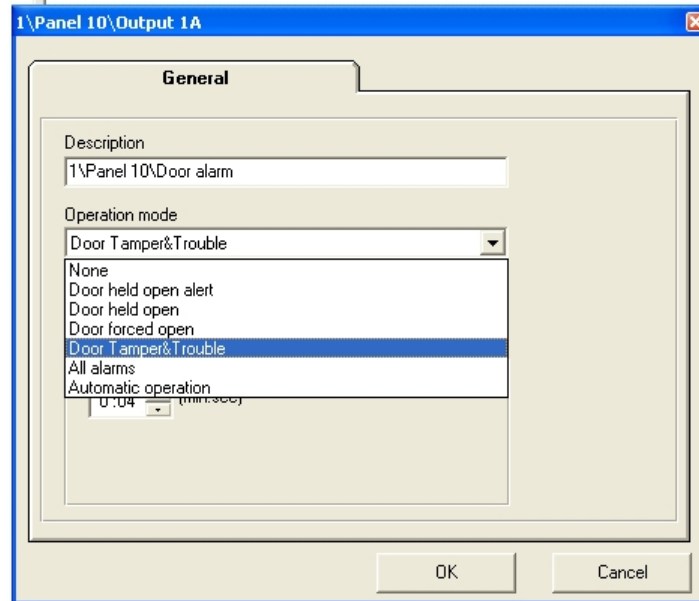 1\Panel 10\Output 1A
General
Description
1\Panel 10\Door alarm
Operation mode
Door Tamper&Trouble
None
Door held open alert
Door held open
Door forced open
Door Tamper&Trouble
All alarms
Automatic operation
0 :04 (min:sec)
OK Cancel